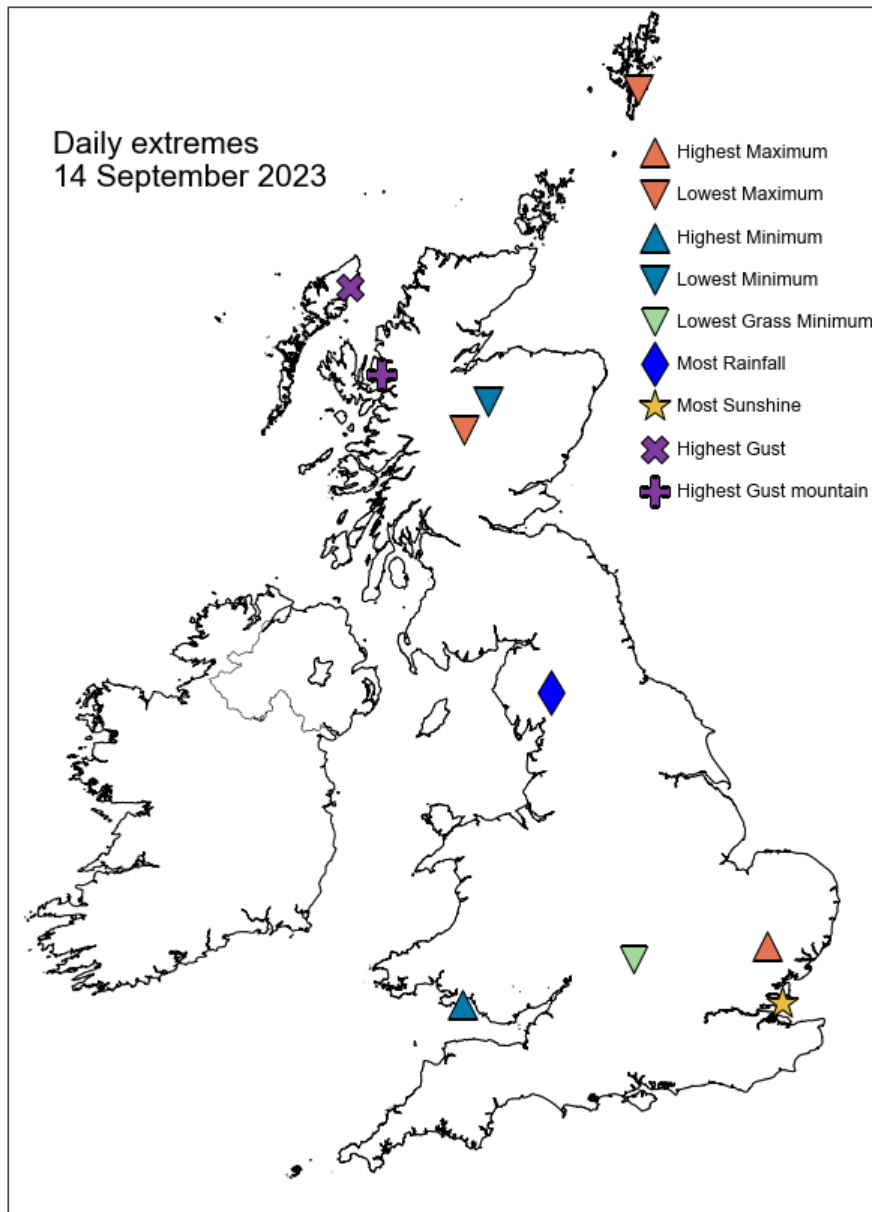 Daily extremes
14 September 2023
Highest Maximum
Lowest Maximum
Highest Minimum
Lowest Minimum
Lowest Grass Minimum
Most Rainfall
Most Sunshine
Highest Gust
Highest Gust mountain